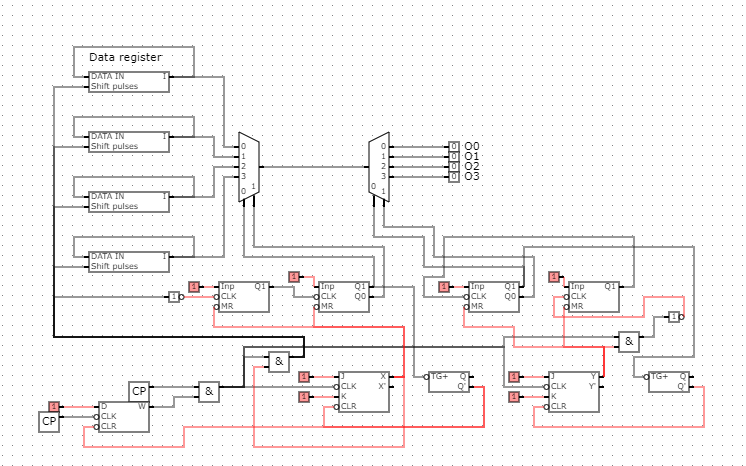 Data register
DATA IN I
Shift pulses
DATA IN I
Shift pulses
DATA IN I
Shift pulses
DATA IN I
Shift pulses
0
1
2
3
0 1
0
1
2
3
0 1
0 O0
0 O1
0 O2
0 O3
1 Inp Q1
CLK
MR
1
1 Inp Q1
CLK Q0
MR
1 Inp Q1
CLK Q0
MR
1 Inp Q1
CLK
MR
1
&
&
CP
&
1 D W
CP CLK
CLR
1 J X
CLK X'
1 K
CLR
TG+ Q
Q'
1 J Y
CLK Y'
1 K
CLR
TG+ Q
Q'